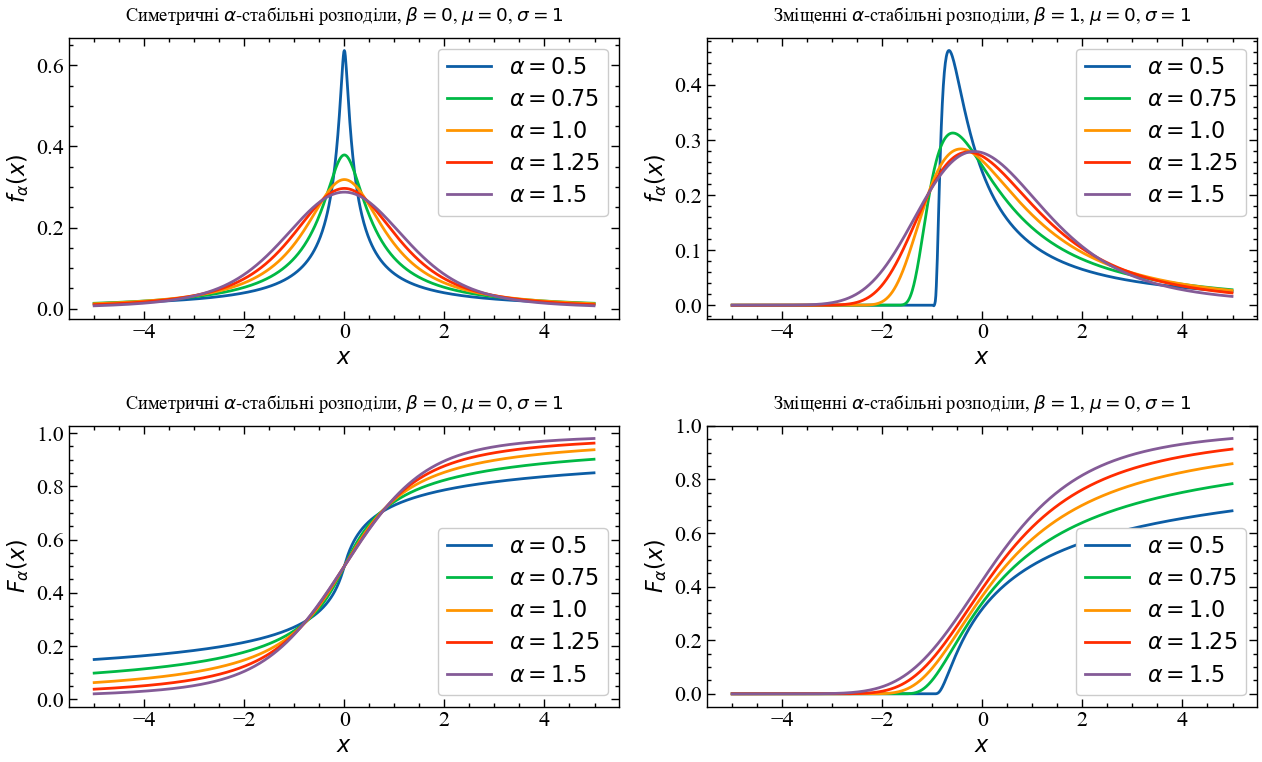 Симетричні α-стабільні розподіли, β = 0, μ = 0, σ = 1
0.6
0.4
0.2
0.0
fα(x)
−4
−2
0
2
4
x
α = 0.5
α = 0.75
α = 1.0
α = 1.25
α = 1.5
Зміщенні α-стабільні розподіли, β = 1, μ = 0, σ = 1
0.4
0.3
0.2
0.1
0.0
fα(x)
−4
−2
0
2
4
x
α = 0.5
α = 0.75
α = 1.0
α = 1.25
α = 1.5
Симетричні α-стабільні розподіли, β = 0, μ = 0, σ = 1
1.0
0.8
0.6
0.4
0.2
0.0
Fα(x)
−4
−2
0
2
4
x
α = 0.5
α = 0.75
α = 1.0
α = 1.25
α = 1.5
Зміщенні α-стабільні розподіли, β = 1, μ = 0, σ = 1
1.0
0.8
0.6
0.4
0.2
0.0
Fα(x)
−4
−2
0
2
4
x
α = 0.5
α = 0.75
α = 1.0
α = 1.25
α = 1.5